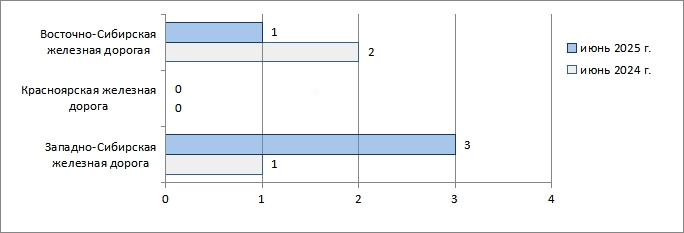 Восточно-Сибирская
железная дорогая
1
2
Красноярская железная
дорога
0
0
Западно-Сибирская
железная дорога
3
1
0 1 2 3 4
июнь 2025 г.
июнь 2024 г.